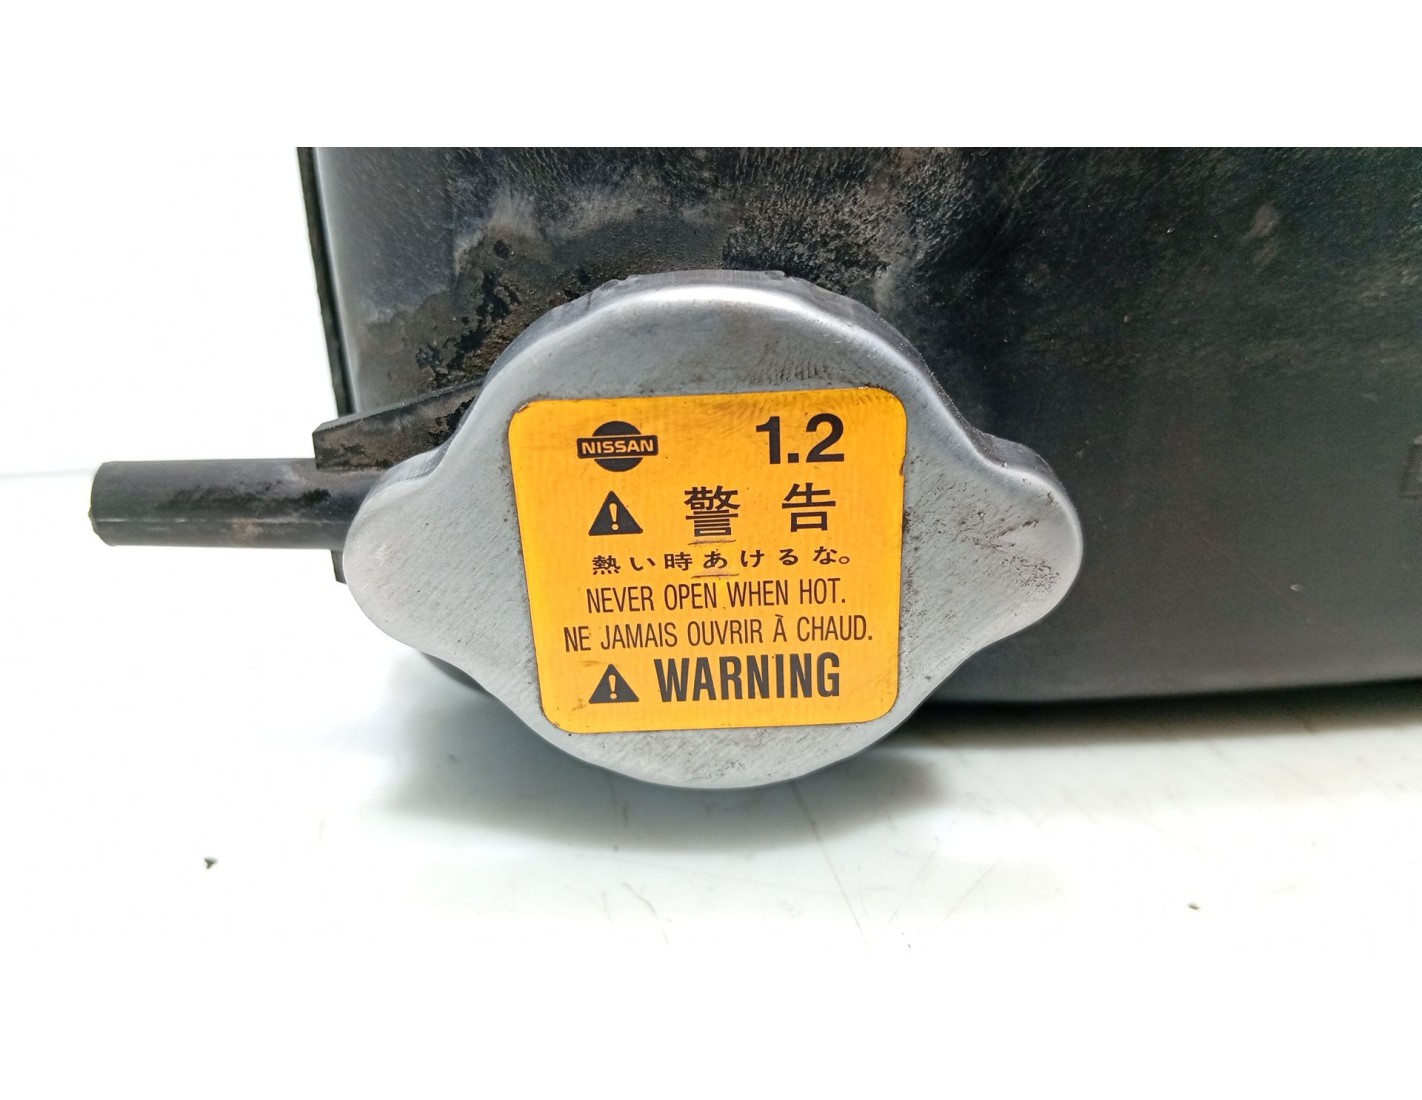 NISSAN 1.2
警告
熱い時あけるな。
NEVER OPEN WHEN HOT.
NE JAMAIS OUVRIR À CHAUD.
WARNING